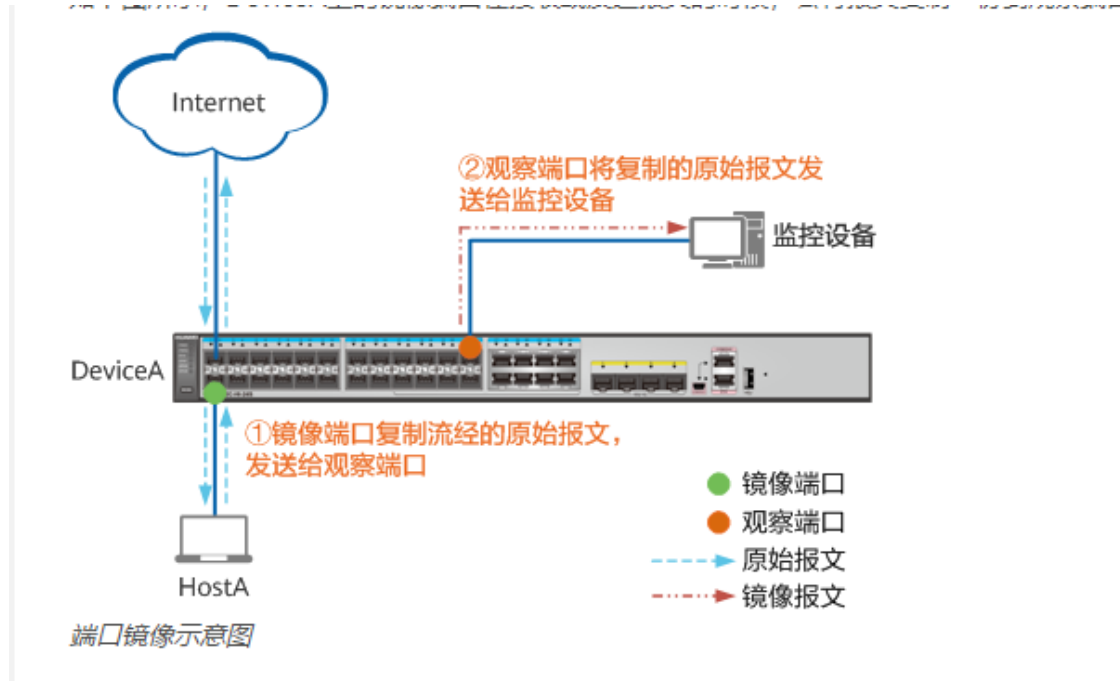 Internet
②观察端口将复制的原始报文发
送给监控设备
监控设备
DeviceA
①镜像端口复制流经的原始报文，
发送给观察端口
镜像端口
观察端口
原始报文
镜像报文
HostA
端口镜像示意图